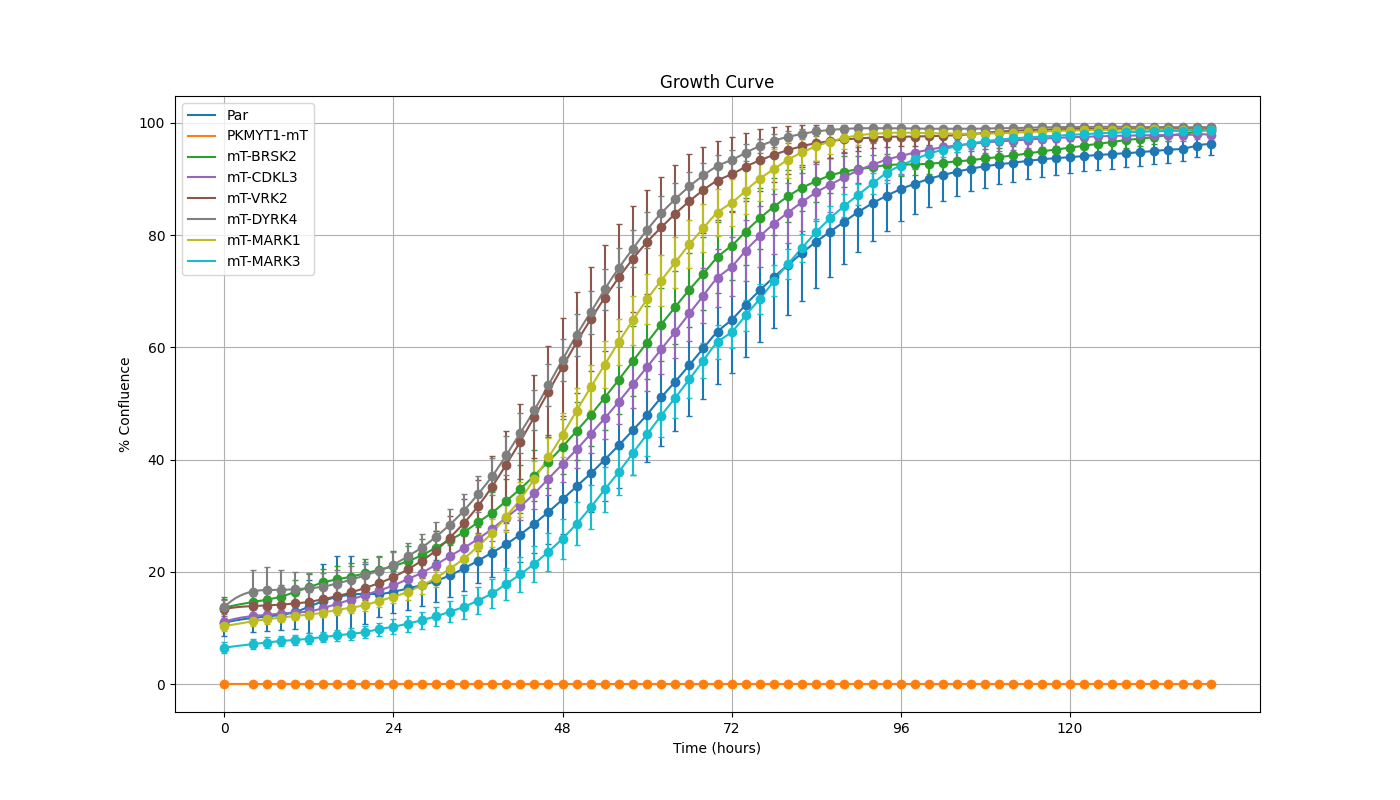 Growth Curve
Par
PKMYT1-mT
mT-BRSK2
mT-CDKL3
mT-VRK2
mT-DYRK4
mT-MARK1
mT-MARK3
100
80
60
40
20
0
% Confluence
0 24 48 72 96 120
Time (hours)